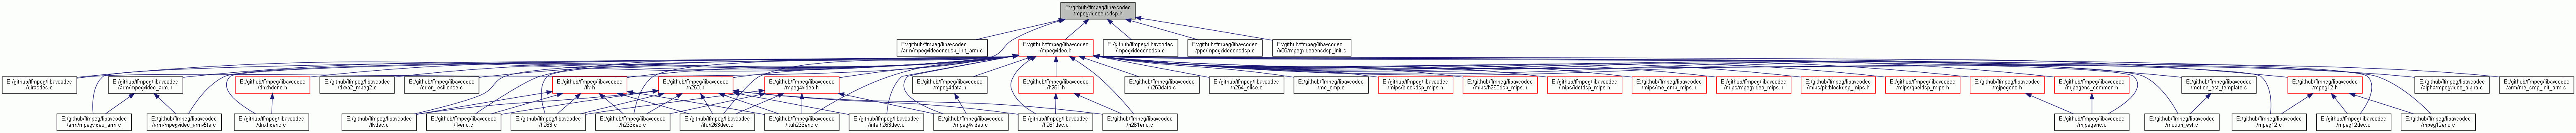 E:/github/ffmpeg/libavcodec
/mpegvideoencdsp.h
E:/github/ffmpeg/libavcodec
/arm/mpegvideoencdsp_init_arm.c
E:/github/ffmpeg/libavcodec
/mpegvideo.h
E:/github/ffmpeg/libavcodec
/mpegvideoencdsp.c
E:/github/ffmpeg/libavcodec
/ppc/mpegvideoencdsp.c
E:/github/ffmpeg/libavcodec
/x86/mpegvideoencdsp_init.c
E:/github/ffmpeg/libavcodec
/diracdec.c
E:/github/ffmpeg/libavcodec
/arm/mpegvideo_arm.h
E:/github/ffmpeg/libavcodec
/dnxhdenc.h
E:/github/ffmpeg/libavcodec
/dxva2_mpeg2.c
E:/github/ffmpeg/libavcodec
/error_resilience.c
E:/github/ffmpeg/libavcodec
/flv.h
E:/github/ffmpeg/libavcodec
/h263.h
E:/github/ffmpeg/libavcodec
/mpeg4video.h
E:/github/ffmpeg/libavcodec
/mpeg4data.h
E:/github/ffmpeg/libavcodec
/h261.h
E:/github/ffmpeg/libavcodec
/h263data.c
E:/github/ffmpeg/libavcodec
/h264_slice.c
E:/github/ffmpeg/libavcodec
/me_cmp.c
E:/github/ffmpeg/libavcodec
/mips/blockdsp_mips.h
E:/github/ffmpeg/libavcodec
/mips/h263dsp_mips.h
E:/github/ffmpeg/libavcodec
/mips/idctdsp_mips.h
E:/github/ffmpeg/libavcodec
/mips/me_cmp_mips.h
E:/github/ffmpeg/libavcodec
/mips/mpegvideo_mips.h
E:/github/ffmpeg/libavcodec
/mips/pixblockdsp_mips.h
E:/github/ffmpeg/libavcodec
/mips/qpeldsp_mips.h
E:/github/ffmpeg/libavcodec
/mjpegenc.h
E:/github/ffmpeg/libavcodec
/mjpegenc_common.h
E:/github/ffmpeg/libavcodec
/motion_est_template.c
E:/github/ffmpeg/libavcodec
/mpeg12.h
E:/github/ffmpeg/libavcodec
/alpha/mpegvideo_alpha.c
E:/github/ffmpeg/libavcodec
/arm/me_cmp_init_arm.c
E:/github/ffmpeg/libavcodec
/arm/mpegvideo_arm.c
E:/github/ffmpeg/libavcodec
/arm/mpegvideo_armv5te.c
E:/github/ffmpeg/libavcodec
/dnxhdenc.c
E:/github/ffmpeg/libavcodec
/flvdec.c
E:/github/ffmpeg/libavcodec
/flvenc.c
E:/github/ffmpeg/libavcodec
/h263.c
E:/github/ffmpeg/libavcodec
/h263dec.c
E:/github/ffmpeg/libavcodec
/ituh263dec.c
E:/github/ffmpeg/libavcodec
/ituh263enc.c
E:/github/ffmpeg/libavcodec
/intelh263dec.c
E:/github/ffmpeg/libavcodec
/mpeg4video.c
E:/github/ffmpeg/libavcodec
/h261dec.c
E:/github/ffmpeg/libavcodec
/h261enc.c
E:/github/ffmpeg/libavcodec
/mjpegenc.c
E:/github/ffmpeg/libavcodec
/motion_est.c
E:/github/ffmpeg/libavcodec
/mpeg12.c
E:/github/ffmpeg/libavcodec
/mpeg12dec.c
E:/github/ffmpeg/libavcodec
/mpeg12enc.c